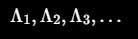 Λ₁, Λ₂, Λ₃, …